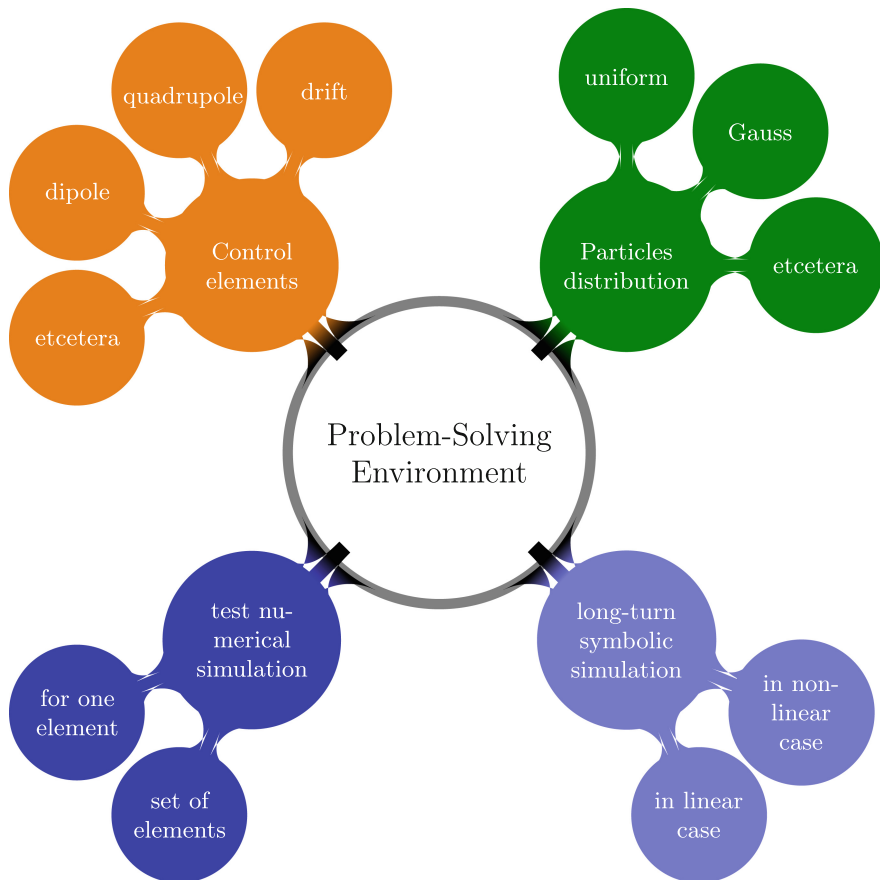 quadrupole
drift
dipole
Control
elements
etcetera
uniform
Gauss
Particles
distribution
etcetera
Problem-Solving
Environment
test nu-
merical
simulation
for one
element
set of
elements
long-turn
symbolic
simulation
in non-
linear
case
in linear
case